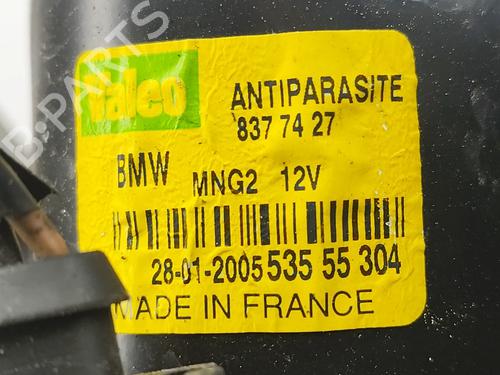 Valeo
ANTIPARASITE
837 74 27
BMW
MNG2 12V
28-01-2005 535 55 304
MADE IN FRANCE
B-PARTS